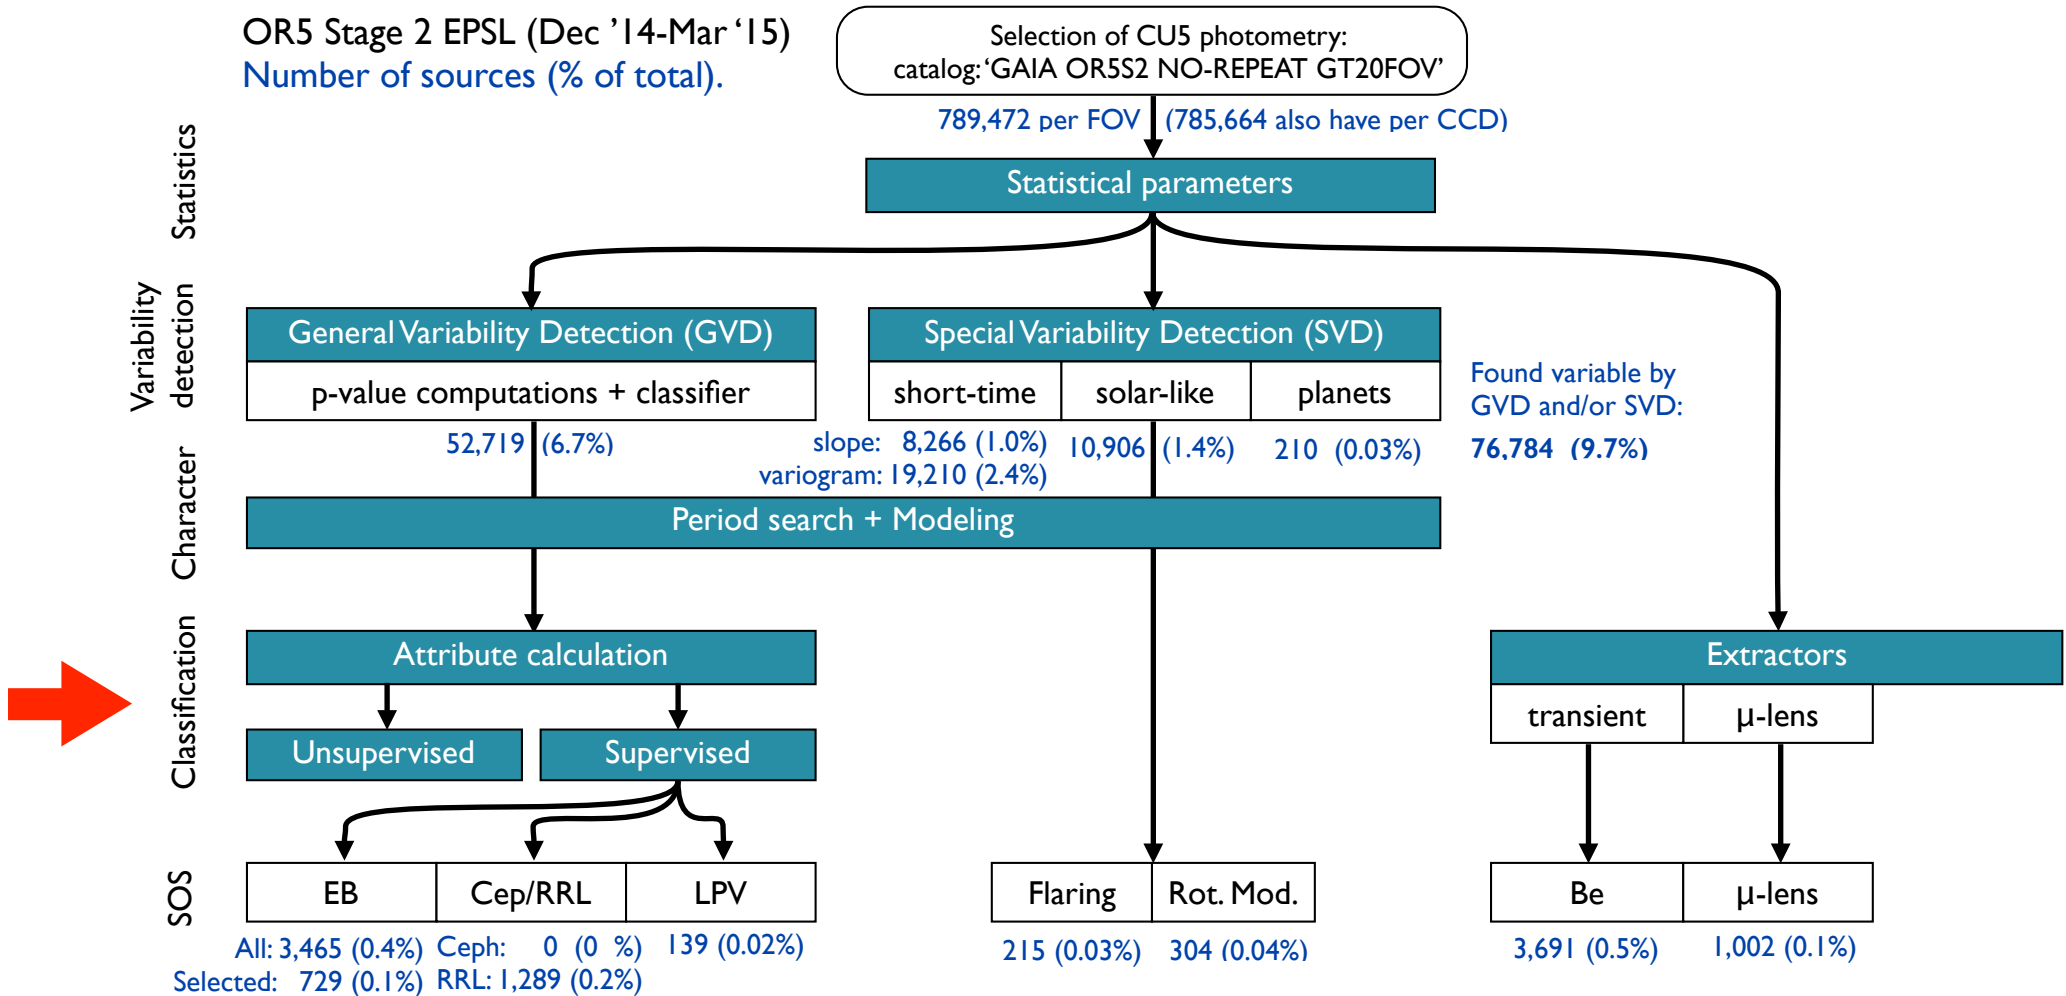 OR5 Stage 2 EPSL (Dec ’14-Mar ‘15)
Number of sources (% of total).
Selection of CU5 photometry:
catalog: ‘GAIA OR5S2 NO-REPEAT GT20FOV’
789,472 per FOV (785,664 also have per CCD)
Statistics
Statistical parameters
Variability
detection
General Variability Detection (GVD)
p-value computations + classifier
52,719 (6.7%)
Special Variability Detection (SVD)
short-time solar-like planets
slope: 8,266 (1.0%) 10,906 (1.4%) 210 (0.03%)
variogram: 19,210 (2.4%)
Found variable by
GVD and/or SVD:
76,784 (9.7%)
Character
Period search + Modeling
Classification
Attribute calculation
Unsupervised Supervised
Extractors
transient μ-lens
SOS
EB Cep/RRL LPV
All: 3,465 (0.4%) Ceph: 0 (0 %) 139 (0.02%)
Selected: 729 (0.1%) RRL: 1,289 (0.2%)
Flaring Rot. Mod.
215 (0.03%) 304 (0.04%)
Be μ-lens
3,691 (0.5%) 1,002 (0.1%)